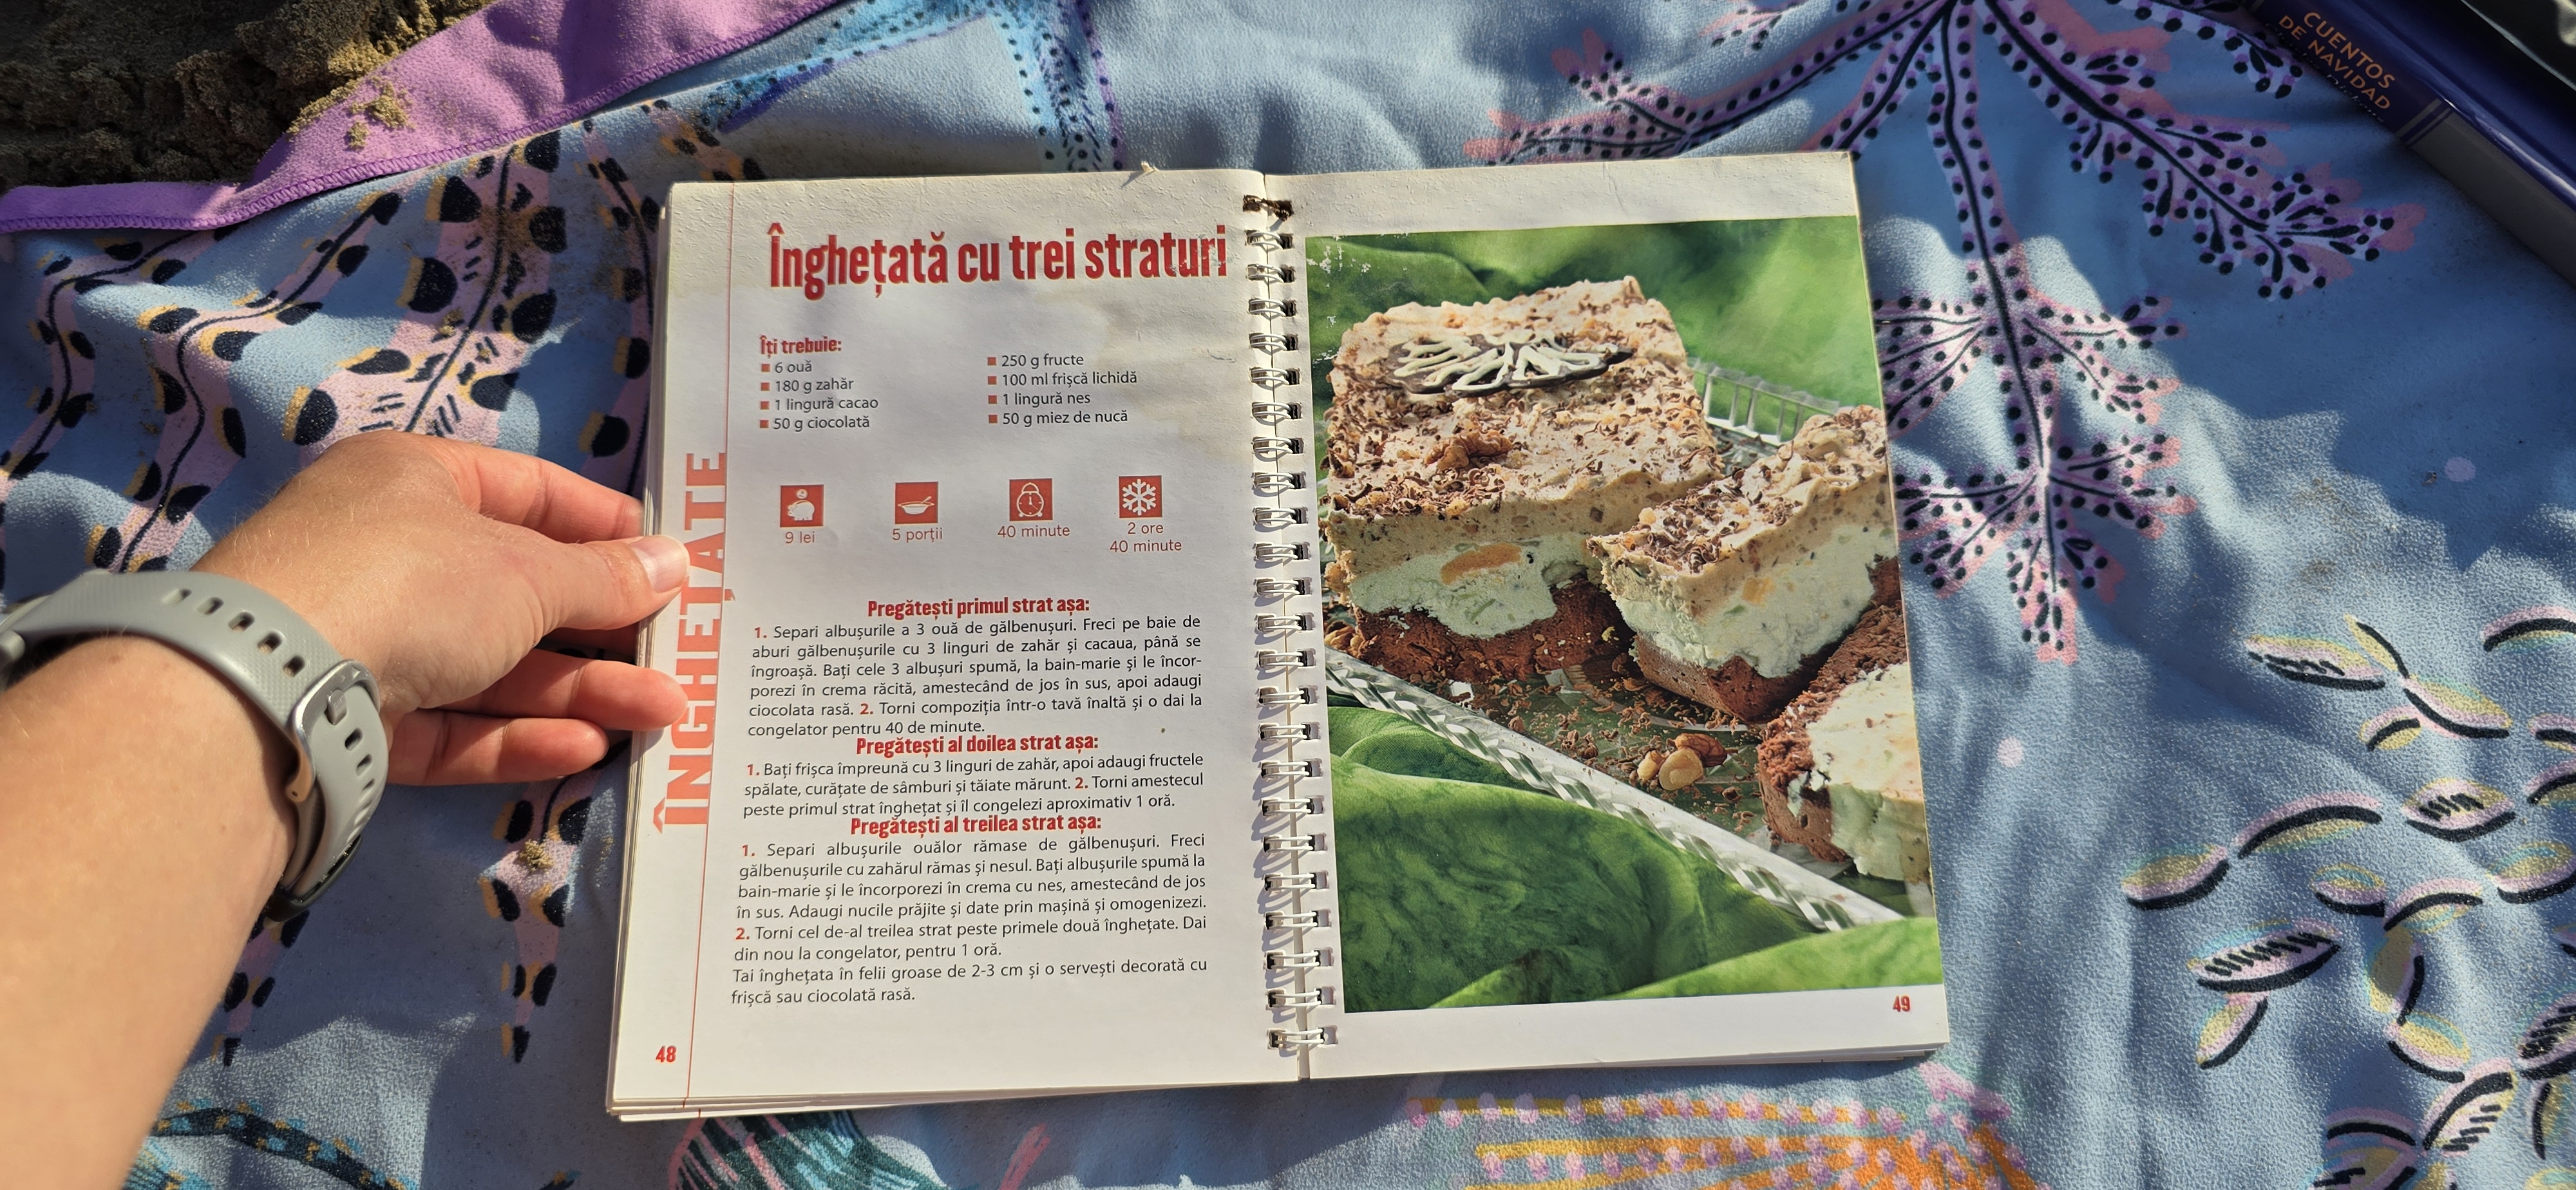 CUENTOS
DE NAVIDAD
Înghețată cu trei straturi
Îți trebuie:
■ 6 ouă
■ 180 g zahăr
■ 1 lingură cacao
■ 50 g ciocolată
■ 250 g fructe
■ 100 ml frișcă lichidă
■ 1 lingură nes
■ 50 g miez de nucă
9 lei
5 porții
40 minute
2 ore
40 minute
ÎNGHEȚATE
Pregătești primul strat așa:
1. Separi albușurile a 3 ouă de gălbenușuri. Freci pe baie de
aburi gălbenușurile cu 3 linguri de zahăr și cacaua, până se
îngroașă. Bați cele 3 albușuri spumă, la bain-marie și le încor-
porezi în crema răcită, amestecând de jos în sus, apoi adaugi
ciocolata rasă. 2. Torni compoziția într-o tavă înaltă și o dai la
congelator pentru 40 de minute.
Pregătești al doilea strat așa:
1. Bați frișca împreună cu 3 linguri de zahăr, apoi adaugi fructele
spălate, curățate de sâmburi și tăiate mărunt. 2. Torni amestecul
peste primul strat înghețat și îl congelezi aproximativ 1 oră.
Pregătești al treilea strat așa:
1. Separi albușurile ouălor rămase de gălbenușuri. Freci
gălbenușurile cu zahărul rămas și nesul. Bați albușurile spumă la
bain-marie și le încorporezi în crema cu nes, amestecând de jos
în sus. Adaugi nucile prăjite și date prin mașină și omogenizezi.
2. Torni cel de-al treilea strat peste primele două înghețate. Dai
din nou la congelator, pentru 1 oră.
Tai înghețata în felii groase de 2-3 cm și o servești decorată cu
frișcă sau ciocolată rasă.
48
49